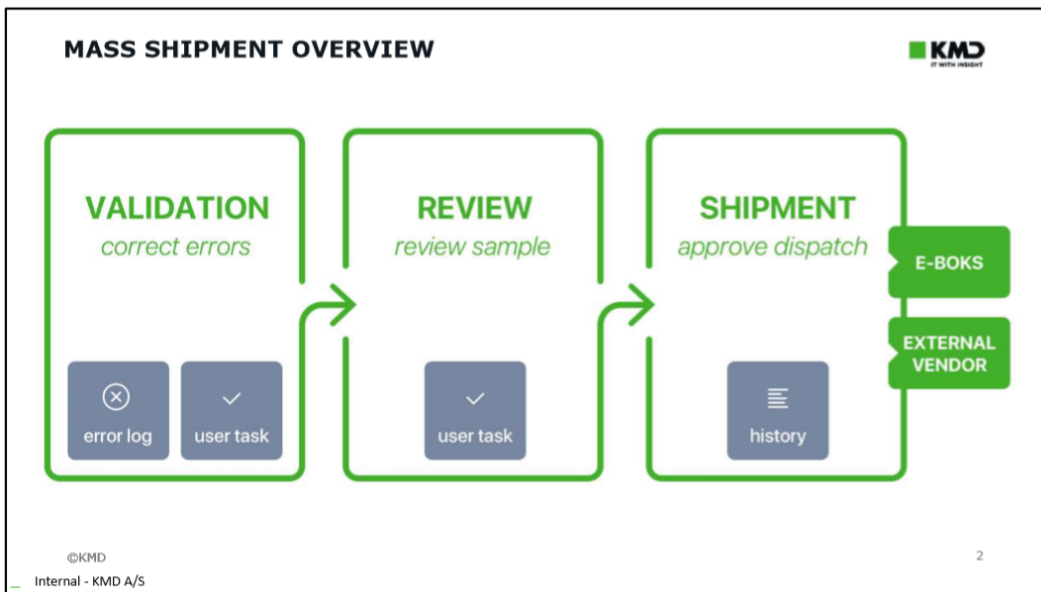 MASS SHIPMENT OVERVIEW
KMD
IT WITH INSIGHT
VALIDATION
correct errors
error log
user task
REVIEW
review sample
user task
SHIPMENT
approve dispatch
history
E-BOKS
EXTERNAL
VENDOR
©KMD
2
Internal - KMD A/S